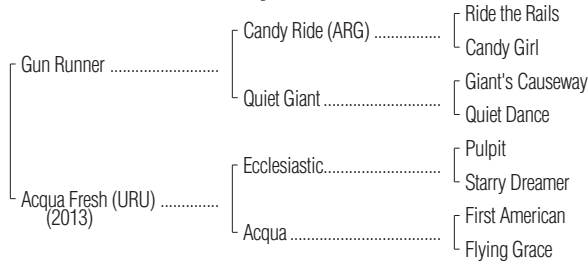 Ride the Rails
Candy Ride (ARG) ................
Candy Girl
Gun Runner ..........................
Giant's Causeway
Quiet Giant............................
Quiet Dance
Pulpit
Ecclesiastic............................
Starry Dreamer
Acqua Fresh (URU) ..............
(2013)
First American
Acqua ....................................
Flying Grace